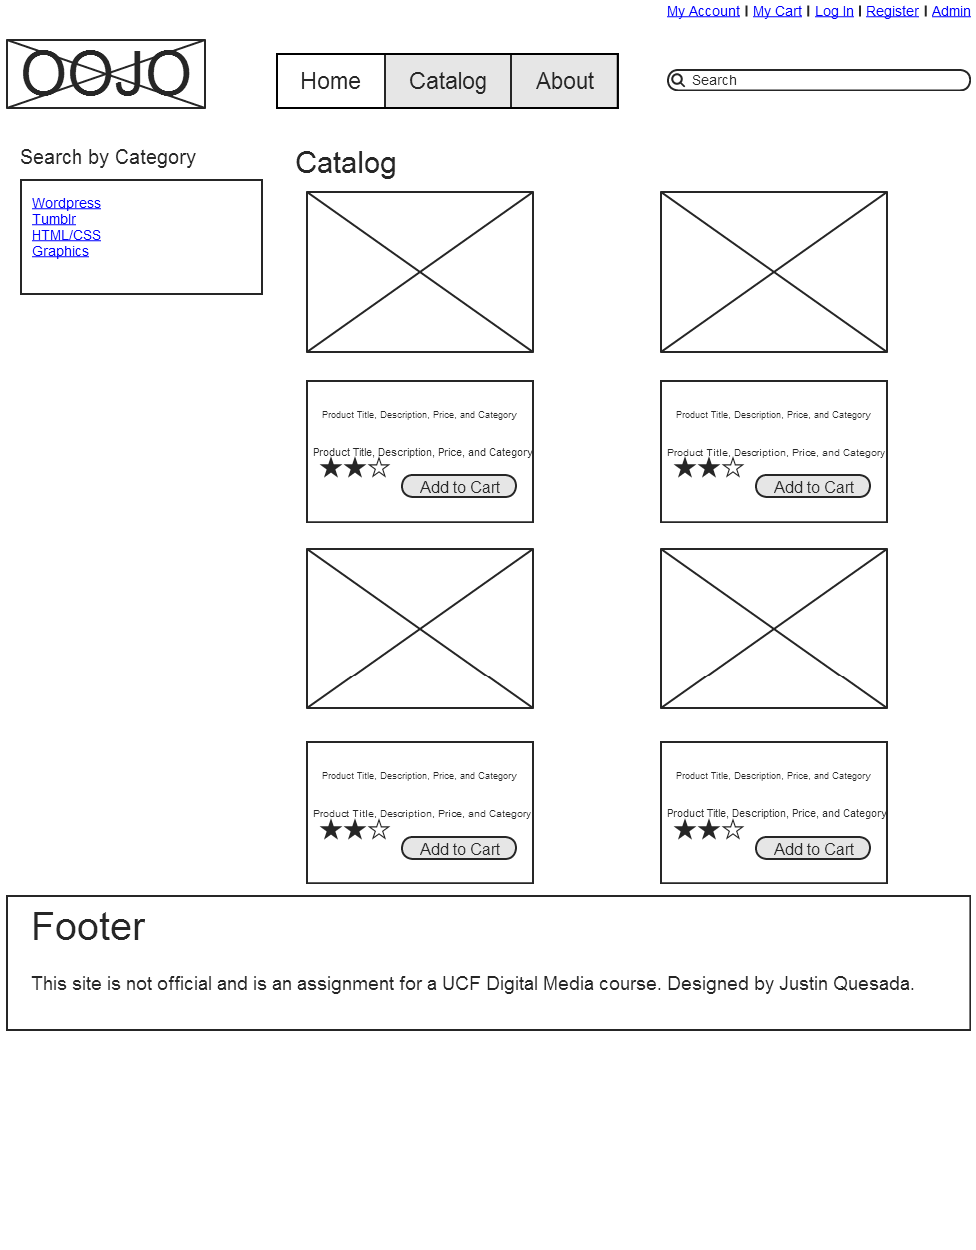 My Account | My Cart | Log In | Register | Admin
OOJO
Home Catalog About
Search
Search by Category
Wordpress
Tumblr
HTML/CSS
Graphics
Catalog
Product Title, Description, Price, and Category
Product Title, Description, Price, and Category
Add to Cart
Product Title, Description, Price, and Category
Product Title, Description, Price, and Category
Add to Cart
Product Title, Description, Price, and Category
Product Title, Description, Price, and Category
Add to Cart
Product Title, Description, Price, and Category
Product Title, Description, Price, and Category
Add to Cart
Footer
This site is not official and is an assignment for a UCF Digital Media course. Designed by Justin Quesada.